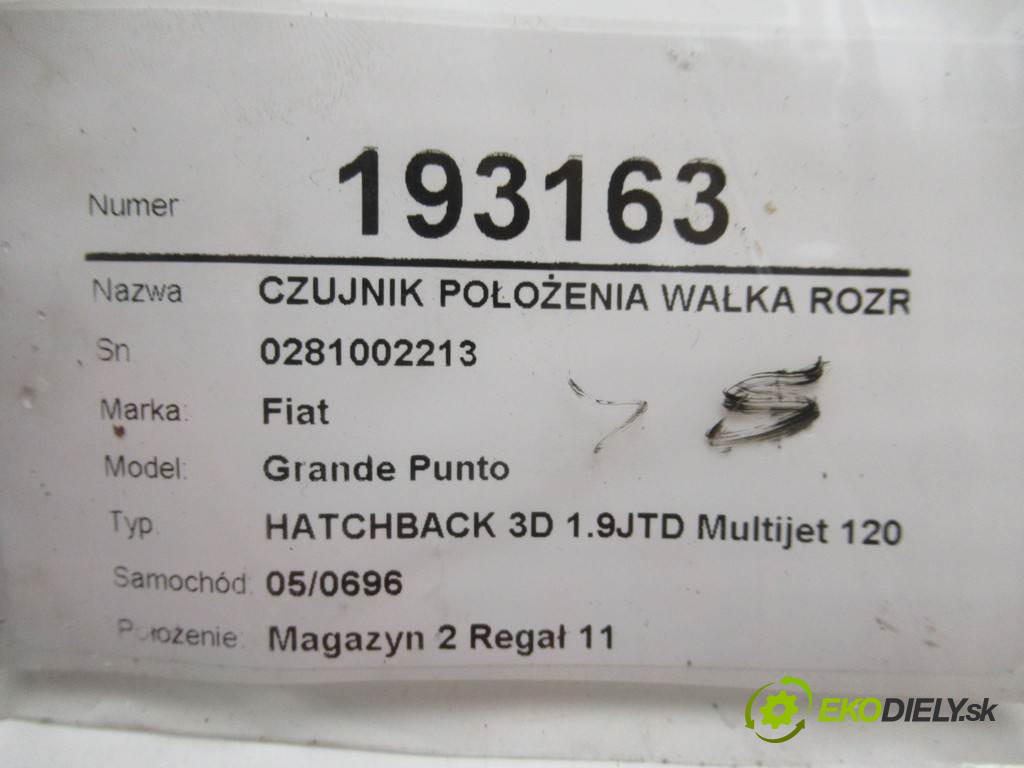 Numer 193163
Nazwa CZUJNIK POŁOŻENIA WAŁKA ROZR
Sn 0281002213
Marka: Fiat
Model: Grande Punto
Typ. HATCHBACK 3D 1.9JTD Multijet 120
Samochód: 05/0696
Położenie: Magazyn 2 Regał 11
EKODIELY.sk